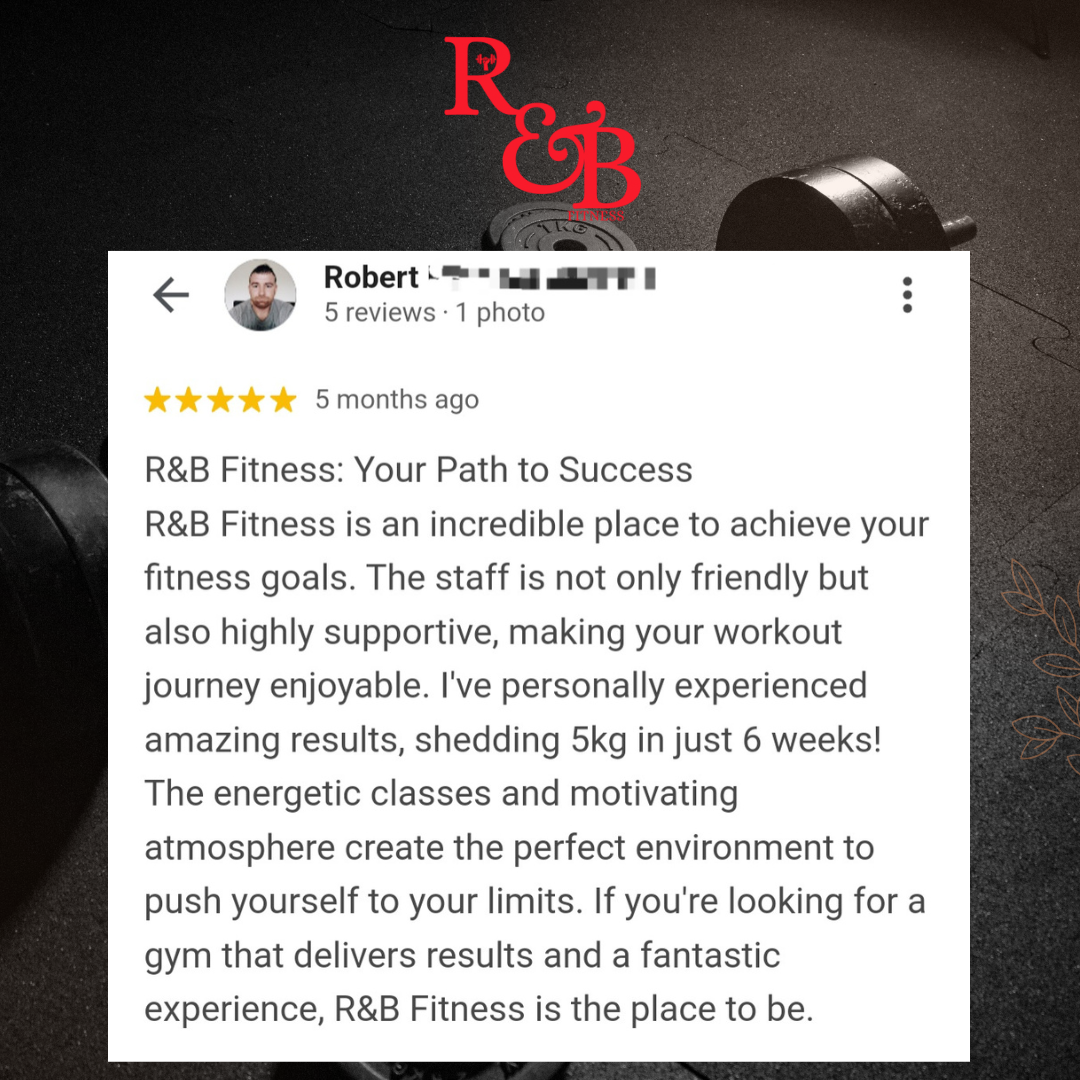 R
&B
FITNESS
1KG
Robert
5 reviews · 1 photo
5 months ago
R&B Fitness: Your Path to Success
R&B Fitness is an incredible place to achieve your
fitness goals. The staff is not only friendly but
also highly supportive, making your workout
journey enjoyable. I've personally experienced
amazing results, shedding 5kg in just 6 weeks!
The energetic classes and motivating
atmosphere create the perfect environment to
push yourself to your limits. If you're looking for a
gym that delivers results and a fantastic
experience, R&B Fitness is the place to be.